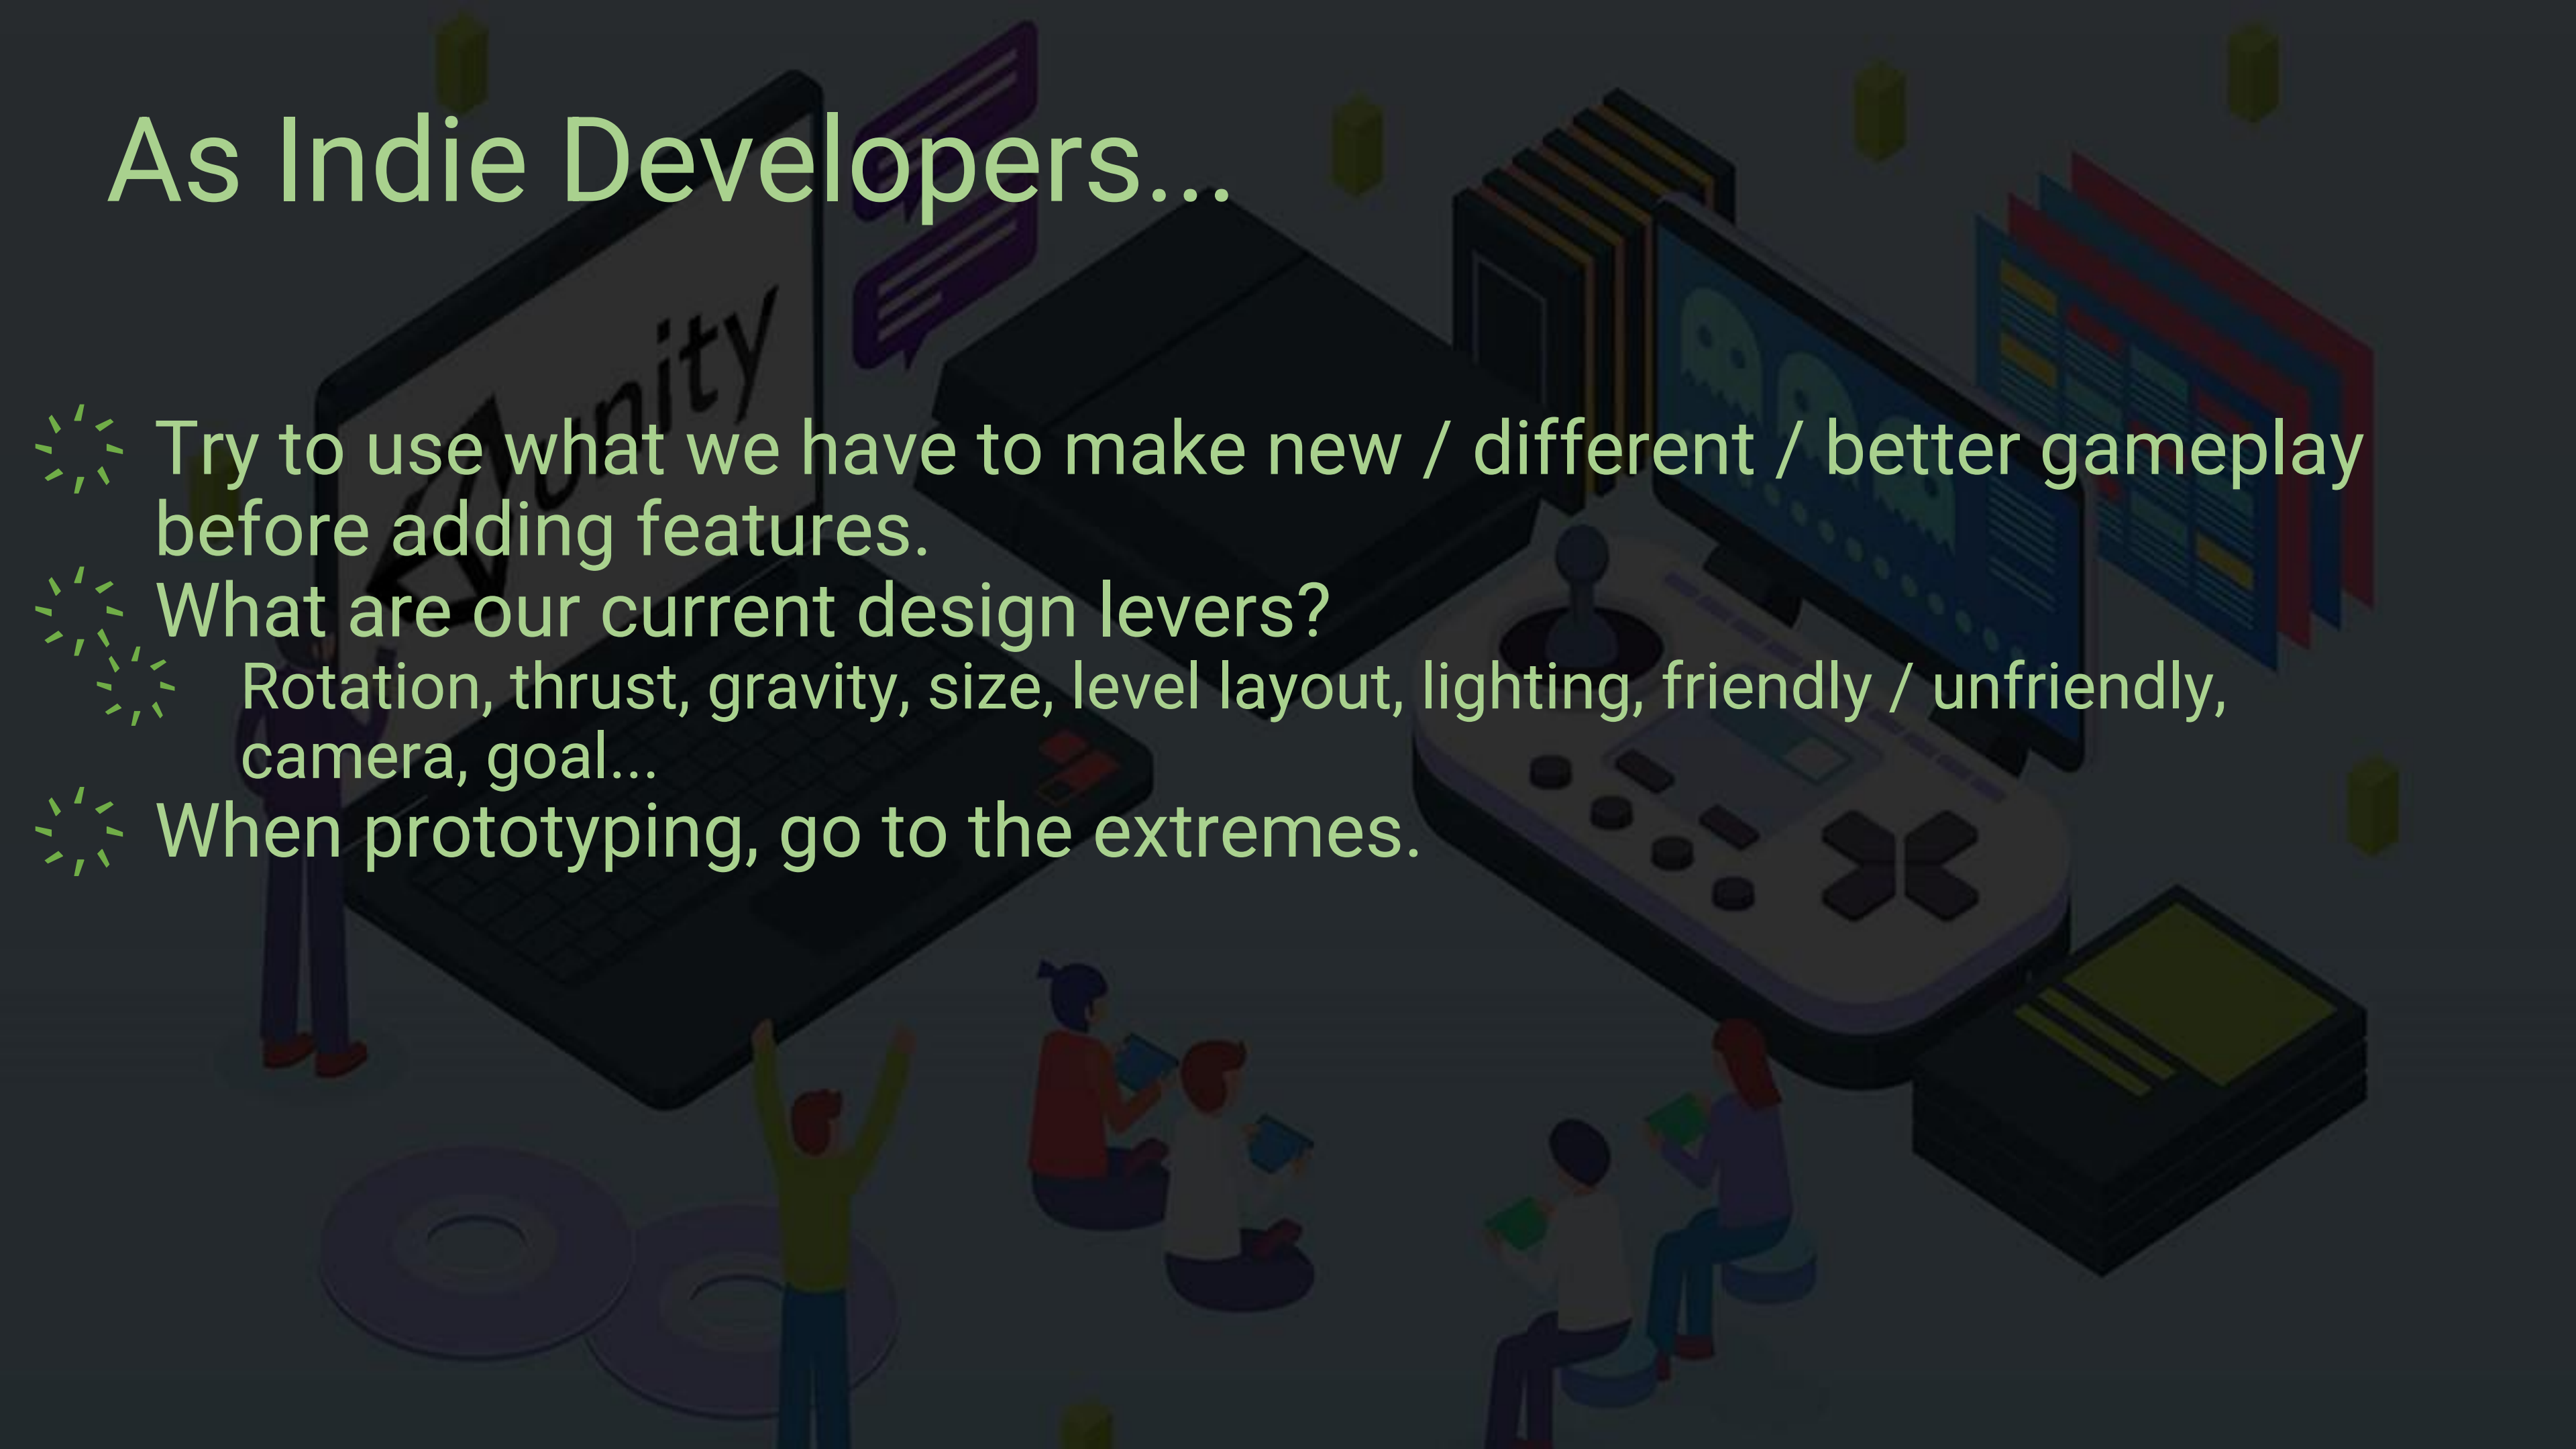 As Indie Developers...
unity
Try to use what we have to make new / different / better gameplay
before adding features.
What are our current design levers?
Rotation, thrust, gravity, size, level layout, lighting, friendly / unfriendly,
camera, goal...
When prototyping, go to the extremes.